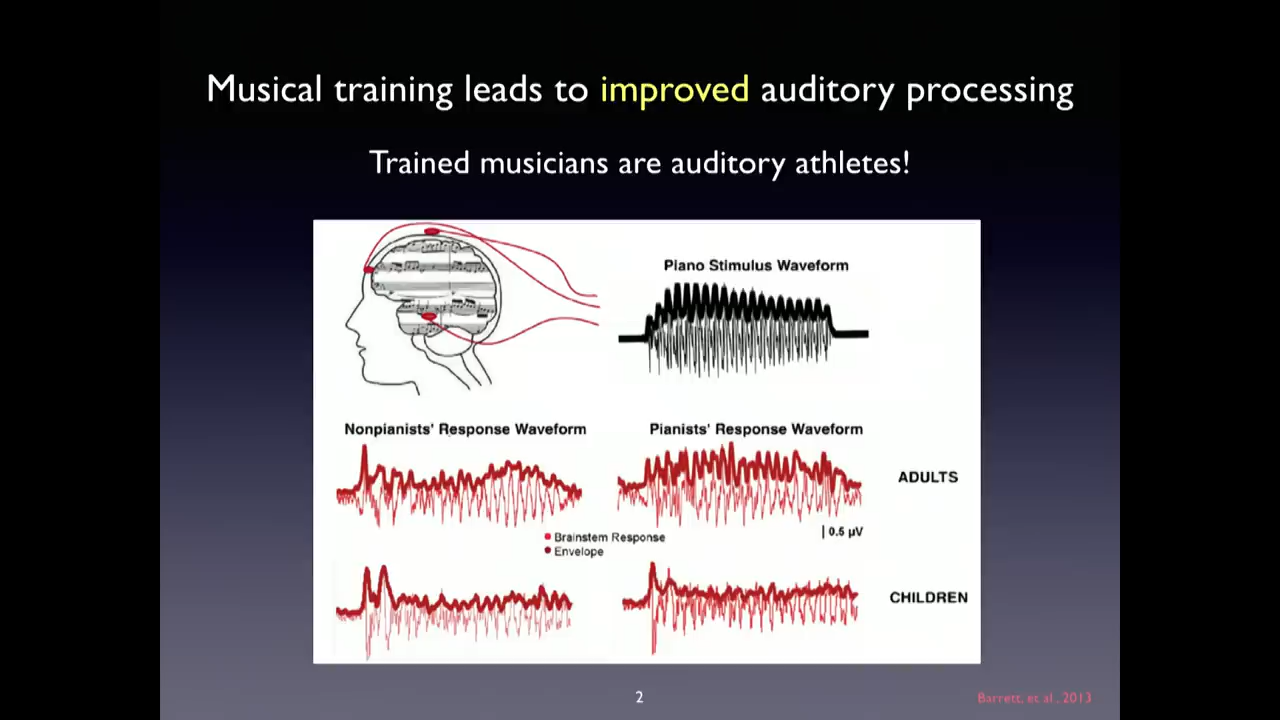 Musical training leads to improved auditory processing
Trained musicians are auditory athletes!
Piano Stimulus Waveform
Nonpianists' Response Waveform
Pianists' Response Waveform
ADULTS
0.5 µV
Brainstem Response
Envelope
CHILDREN
2
Barrett, et. al., 2013